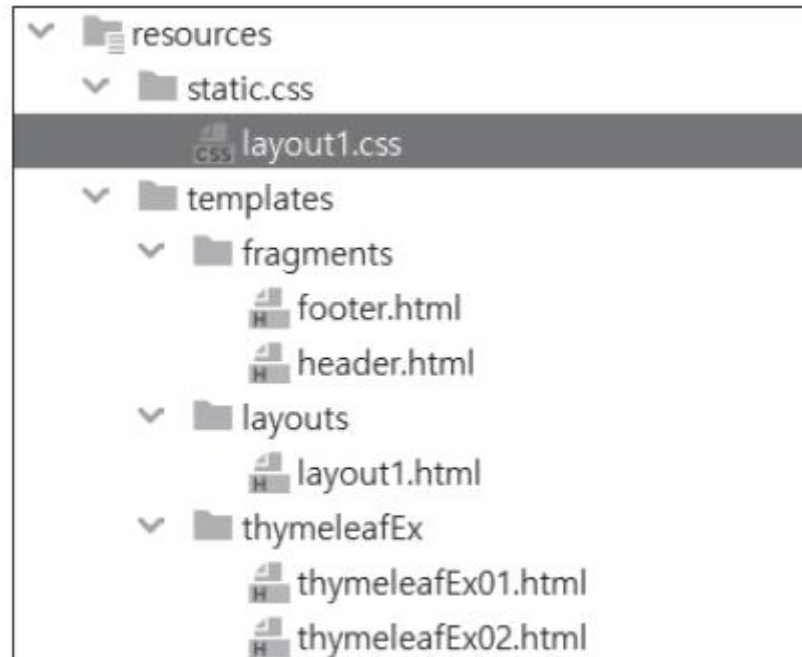 resources
static.css
CSS layout1.css
templates
fragments
H footer.html
H header.html
layouts
H layout1.html
thymeleafEx
H thymeleafEx01.html
H thymeleafEx02.html